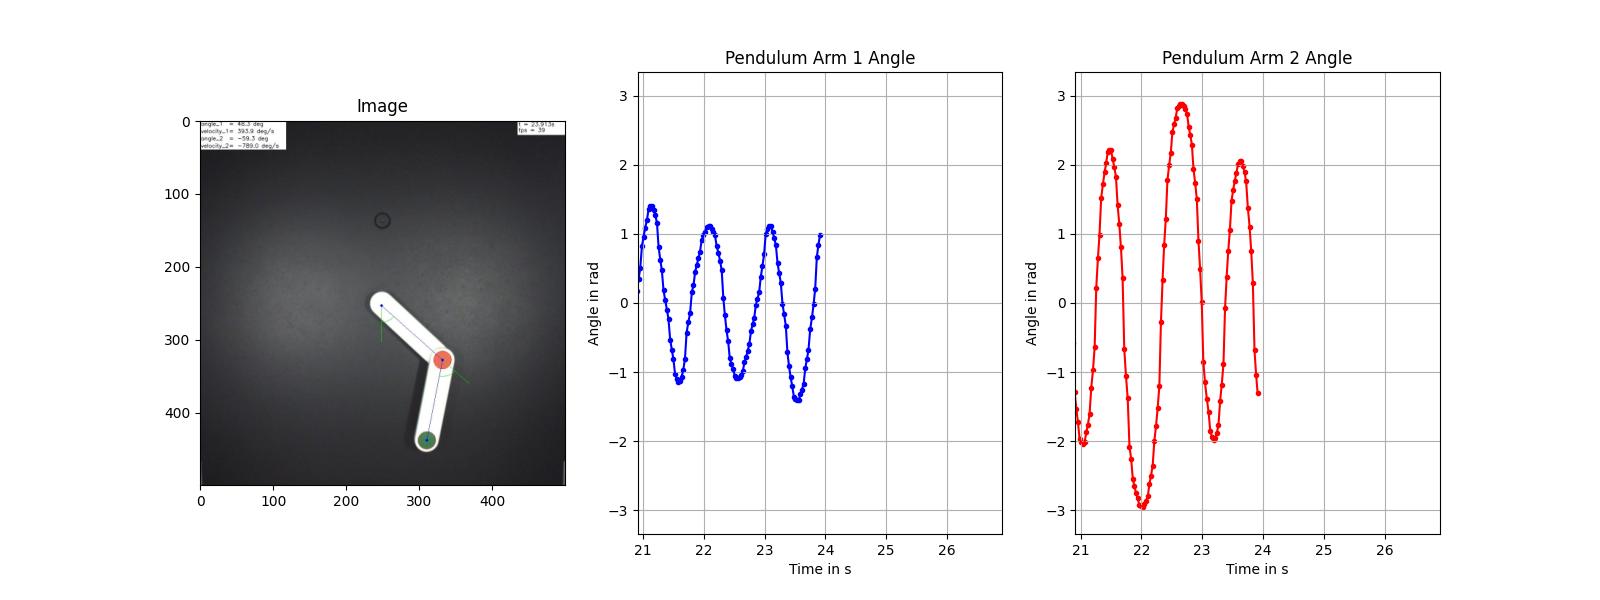 Image
angle_1 = 48.3 deg
velocity_1= 393.9 deg/s
angle_2 = -59.3 deg
velocity_2= -789.0 deg/s
t = 23.913s
fps = 39
0
100
200
300
400
0 100 200 300 400
Pendulum Arm 1 Angle
Angle in rad
3
2
1
0
−1
−2
−3
21 22 23 24 25 26
Time in s
Pendulum Arm 2 Angle
Angle in rad
3
2
1
0
−1
−2
−3
21 22 23 24 25 26
Time in s